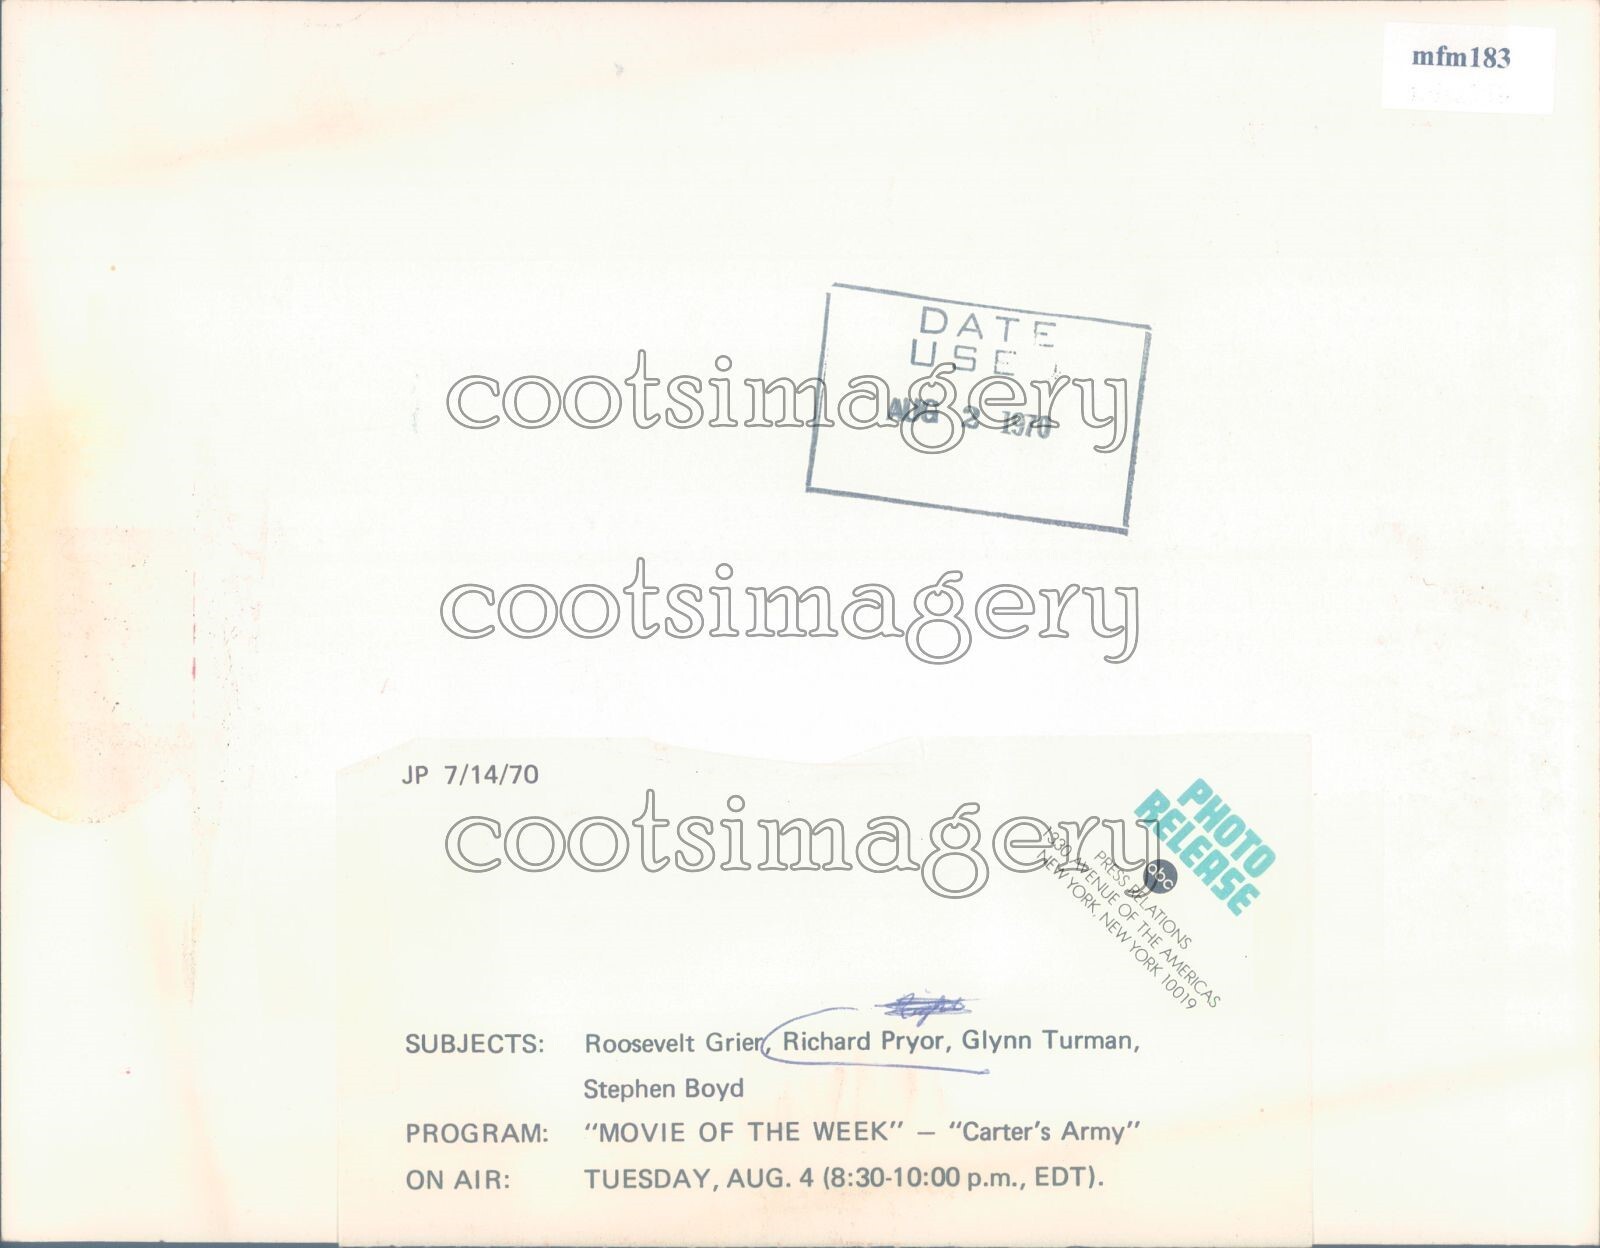 mfm183
DATE
USE
AUG 2 1970
cootsimagery
cootsimagery
cootsimagery
JP 7/14/70
PHOTO
RELEASE
abc
PRESS RELATIONS
1330 AVENUE OF THE AMERICAS
NEW YORK, NEW YORK 10019
SUBJECTS: Roosevelt Grier, Richard Pryor, Glynn Turman,
Stephen Boyd
PROGRAM: "MOVIE OF THE WEEK" – "Carter's Army"
ON AIR: TUESDAY, AUG. 4 (8:30-10:00 p.m., EDT).